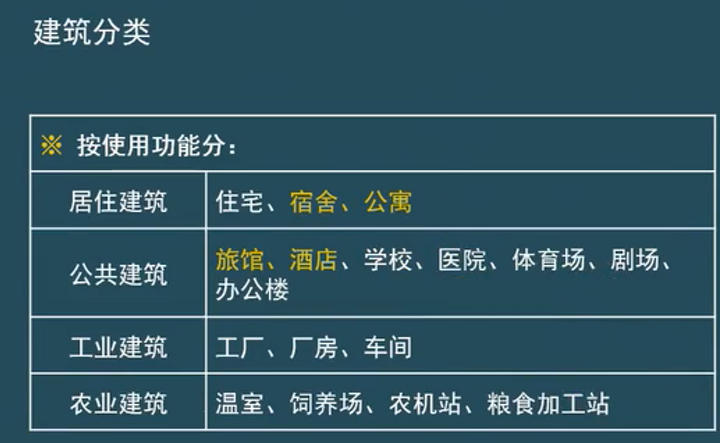 建筑分类
※ 按使用功能分：
居住建筑 住宅、宿舍、公寓
公共建筑 旅馆、酒店、学校、医院、体育场、剧场、
办公楼
工业建筑 工厂、厂房、车间
农业建筑 温室、饲养场、农机站、粮食加工站